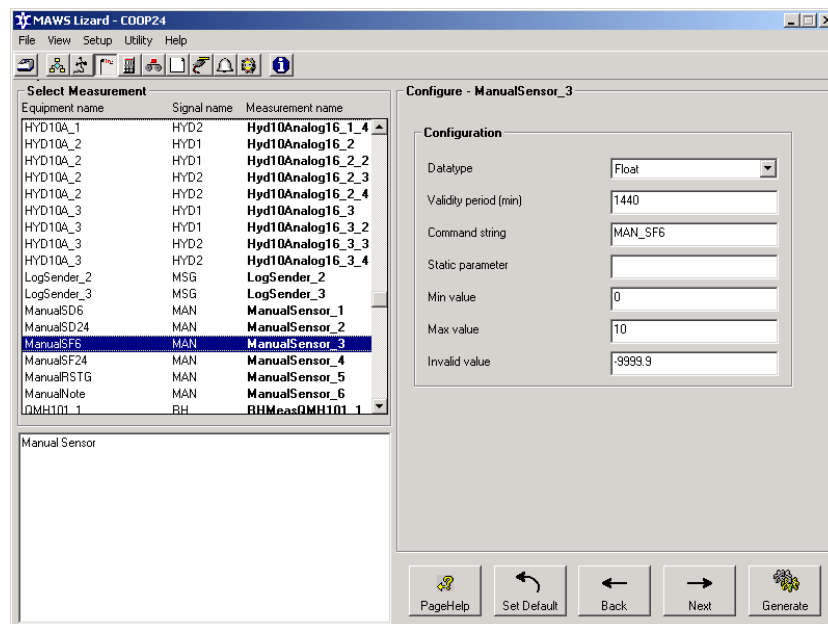 MAWS Lizard - COOP24
File View Setup Utility Help
Select Measurement
Equipment name Signal name Measurement name
HYD10A_1 HYD2 Hyd10Analog16_1_4
HYD10A_2 HYD1 Hyd10Analog16_2
HYD10A_2 HYD1 Hyd10Analog16_2_2
HYD10A_2 HYD2 Hyd10Analog16_2_3
HYD10A_2 HYD2 Hyd10Analog16_2_4
HYD10A_3 HYD1 Hyd10Analog16_3
HYD10A_3 HYD1 Hyd10Analog16_3_2
HYD10A_3 HYD2 Hyd10Analog16_3_3
HYD10A_3 HYD2 Hyd10Analog16_3_4
LogSender_2 MSG LogSender_2
LogSender_3 MSG LogSender_3
ManualSD6 MAN ManualSensor_1
ManualSD24 MAN ManualSensor_2
ManualSF6 MAN ManualSensor_3
ManualSF24 MAN ManualSensor_4
ManualRSTG MAN ManualSensor_5
ManualNote MAN ManualSensor_6
QMH101_1 RH RHMeasQMH101_1
Manual Sensor
Configure - ManualSensor_3
Configuration
Datatype Float
Validity period (min) 1440
Command string MAN_SF6
Static parameter
Min value 0
Max value 10
Invalid value -9999.9
PageHelp Set Default Back Next Generate